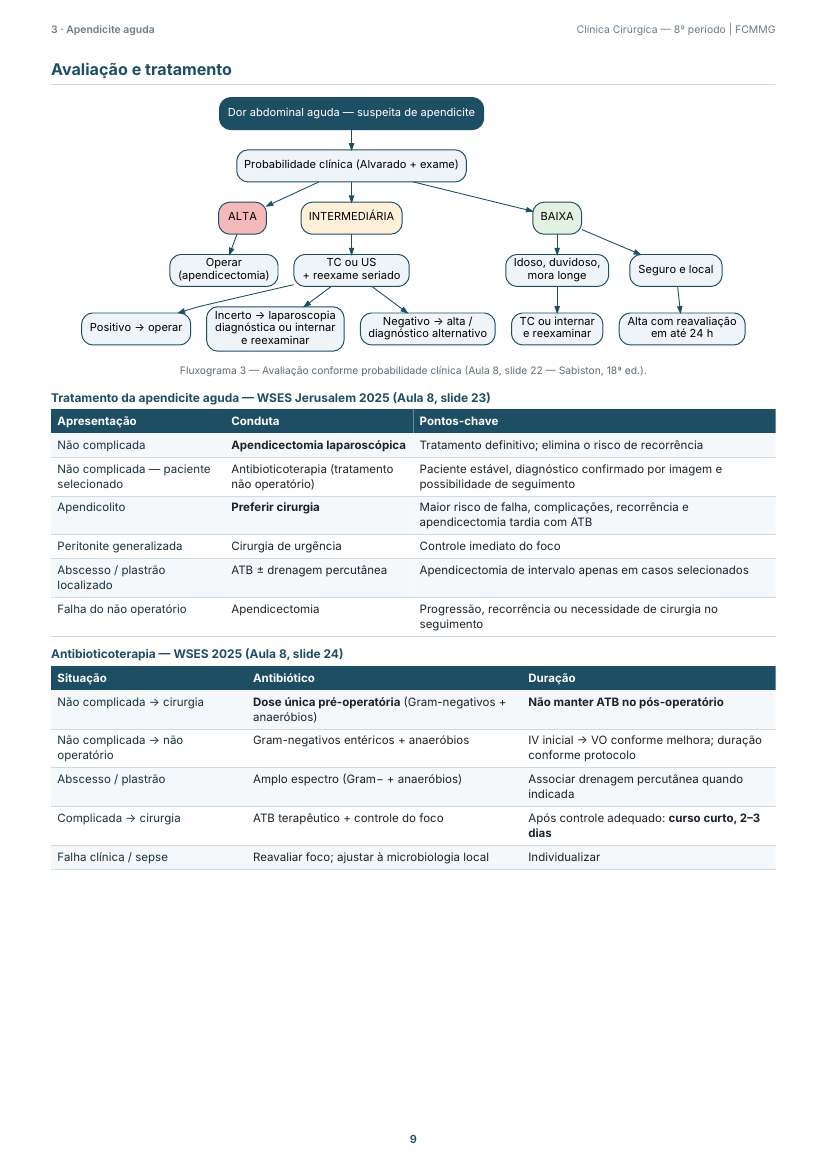 3 · Apendicite aguda
Clínica Cirúrgica — 8º período | FCMMG
Avaliação e tratamento
Dor abdominal aguda — suspeita de apendicite
Probabilidade clínica (Alvarado + exame)
ALTA
INTERMEDIÁRIA
BAIXA
Operar
(apendicectomia)
TC ou US
+ reexame seriado
Idoso, duvidoso,
mora longe
Seguro e local
Positivo → operar
Incerto → laparoscopia
diagnóstica ou internar
e reexaminar
Negativo → alta /
diagnóstico alternativo
TC ou internar
e reexaminar
Alta com reavaliação
em até 24 h
Fluxograma 3 — Avaliação conforme probabilidade clínica (Aula 8, slide 22 — Sabiston, 18ª ed.).
Tratamento da apendicite aguda — WSES Jerusalem 2025 (Aula 8, slide 23)
Apresentação Conduta Pontos-chave
Não complicada Apendicectomia laparoscópica Tratamento definitivo; elimina o risco de recorrência
Não complicada — paciente Antibioticoterapia (tratamento Paciente estável, diagnóstico confirmado por imagem e
selecionado não operatório) possibilidade de seguimento
Apendicolito Preferir cirurgia Maior risco de falha, complicações, recorrência e
apendicectomia tardia com ATB
Peritonite generalizada Cirurgia de urgência Controle imediato do foco
Abscesso / plastrão ATB ± drenagem percutânea Apendicectomia de intervalo apenas em casos selecionados
localizado
Falha do não operatório Apendicectomia Progressão, recorrência ou necessidade de cirurgia no
seguimento
Antibioticoterapia — WSES 2025 (Aula 8, slide 24)
Situação Antibiótico Duração
Não complicada → cirurgia Dose única pré-operatória (Gram-negativos + Não manter ATB no pós-operatório
anaeróbios)
Não complicada → não Gram-negativos entéricos + anaeróbios IV inicial → VO conforme melhora; duração
operatório conforme protocolo
Abscesso / plastrão Amplo espectro (Gram− + anaeróbios) Associar drenagem percutânea quando
indicada
Complicada → cirurgia ATB terapêutico + controle do foco Após controle adequado: curso curto, 2–3
dias
Falha clínica / sepse Reavaliar foco; ajustar à microbiologia local Individualizar
9